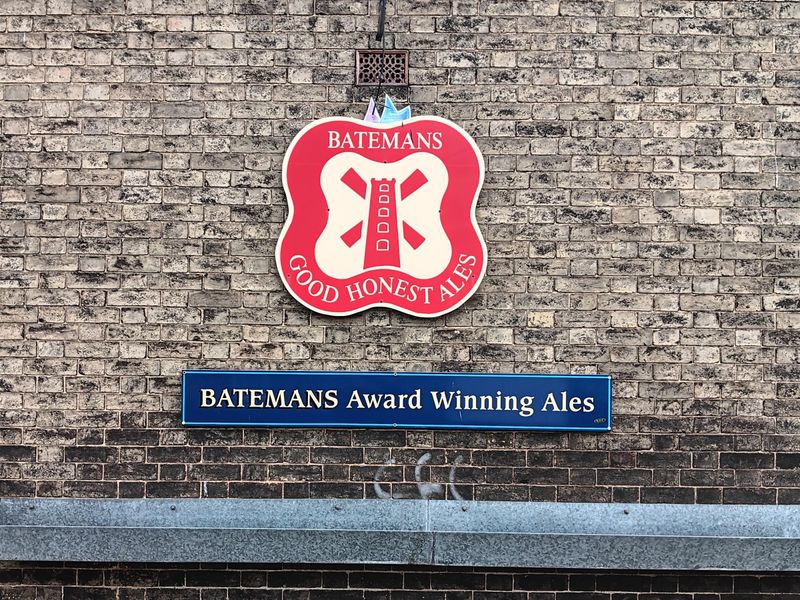 BATEMANS
GOOD HONEST ALES
BATEMANS Award Winning Ales